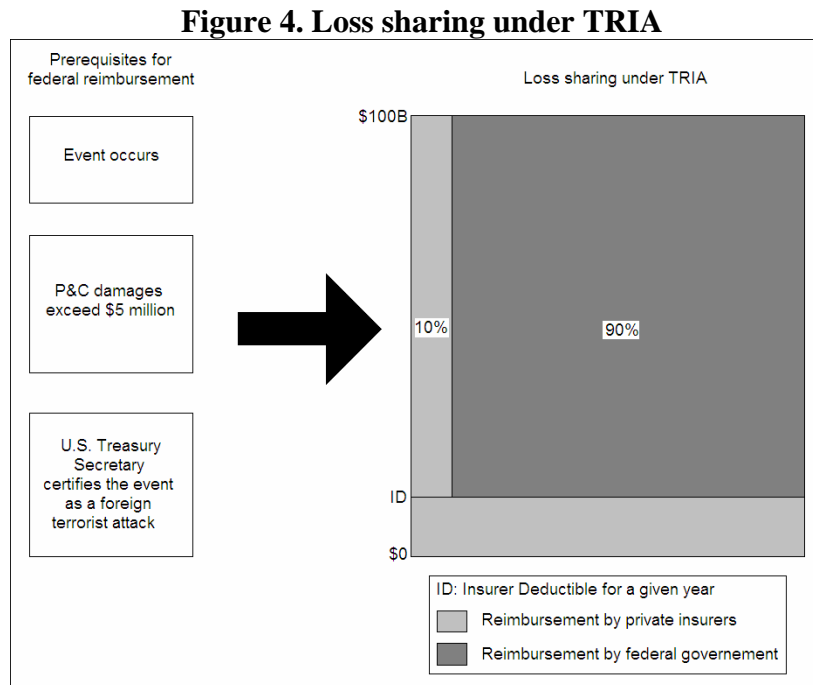 Figure 4. Loss sharing under TRIA
Prerequisites for
federal reimbursement
Event occurs
P&C damages
exceed $5 million
U.S. Treasury
Secretary
certifies the event
as a foreign
terrorist attack
Loss sharing under TRIA
$100B
10%
90%
ID
$0
ID: Insurer Deductible for a given year
Reimbursement by private insurers
Reimbursement by federal governement